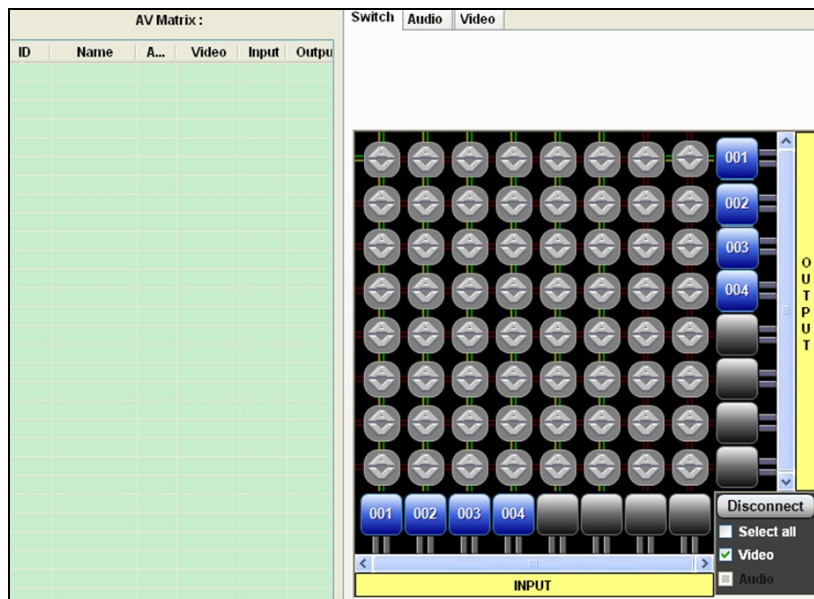 AV Matrix :
ID Name A... Video Input Outpu
Switch Audio Video
001
002
003
004
OUTPUT
001 002 003 004
Disconnect
Select all
Video
Audio
INPUT